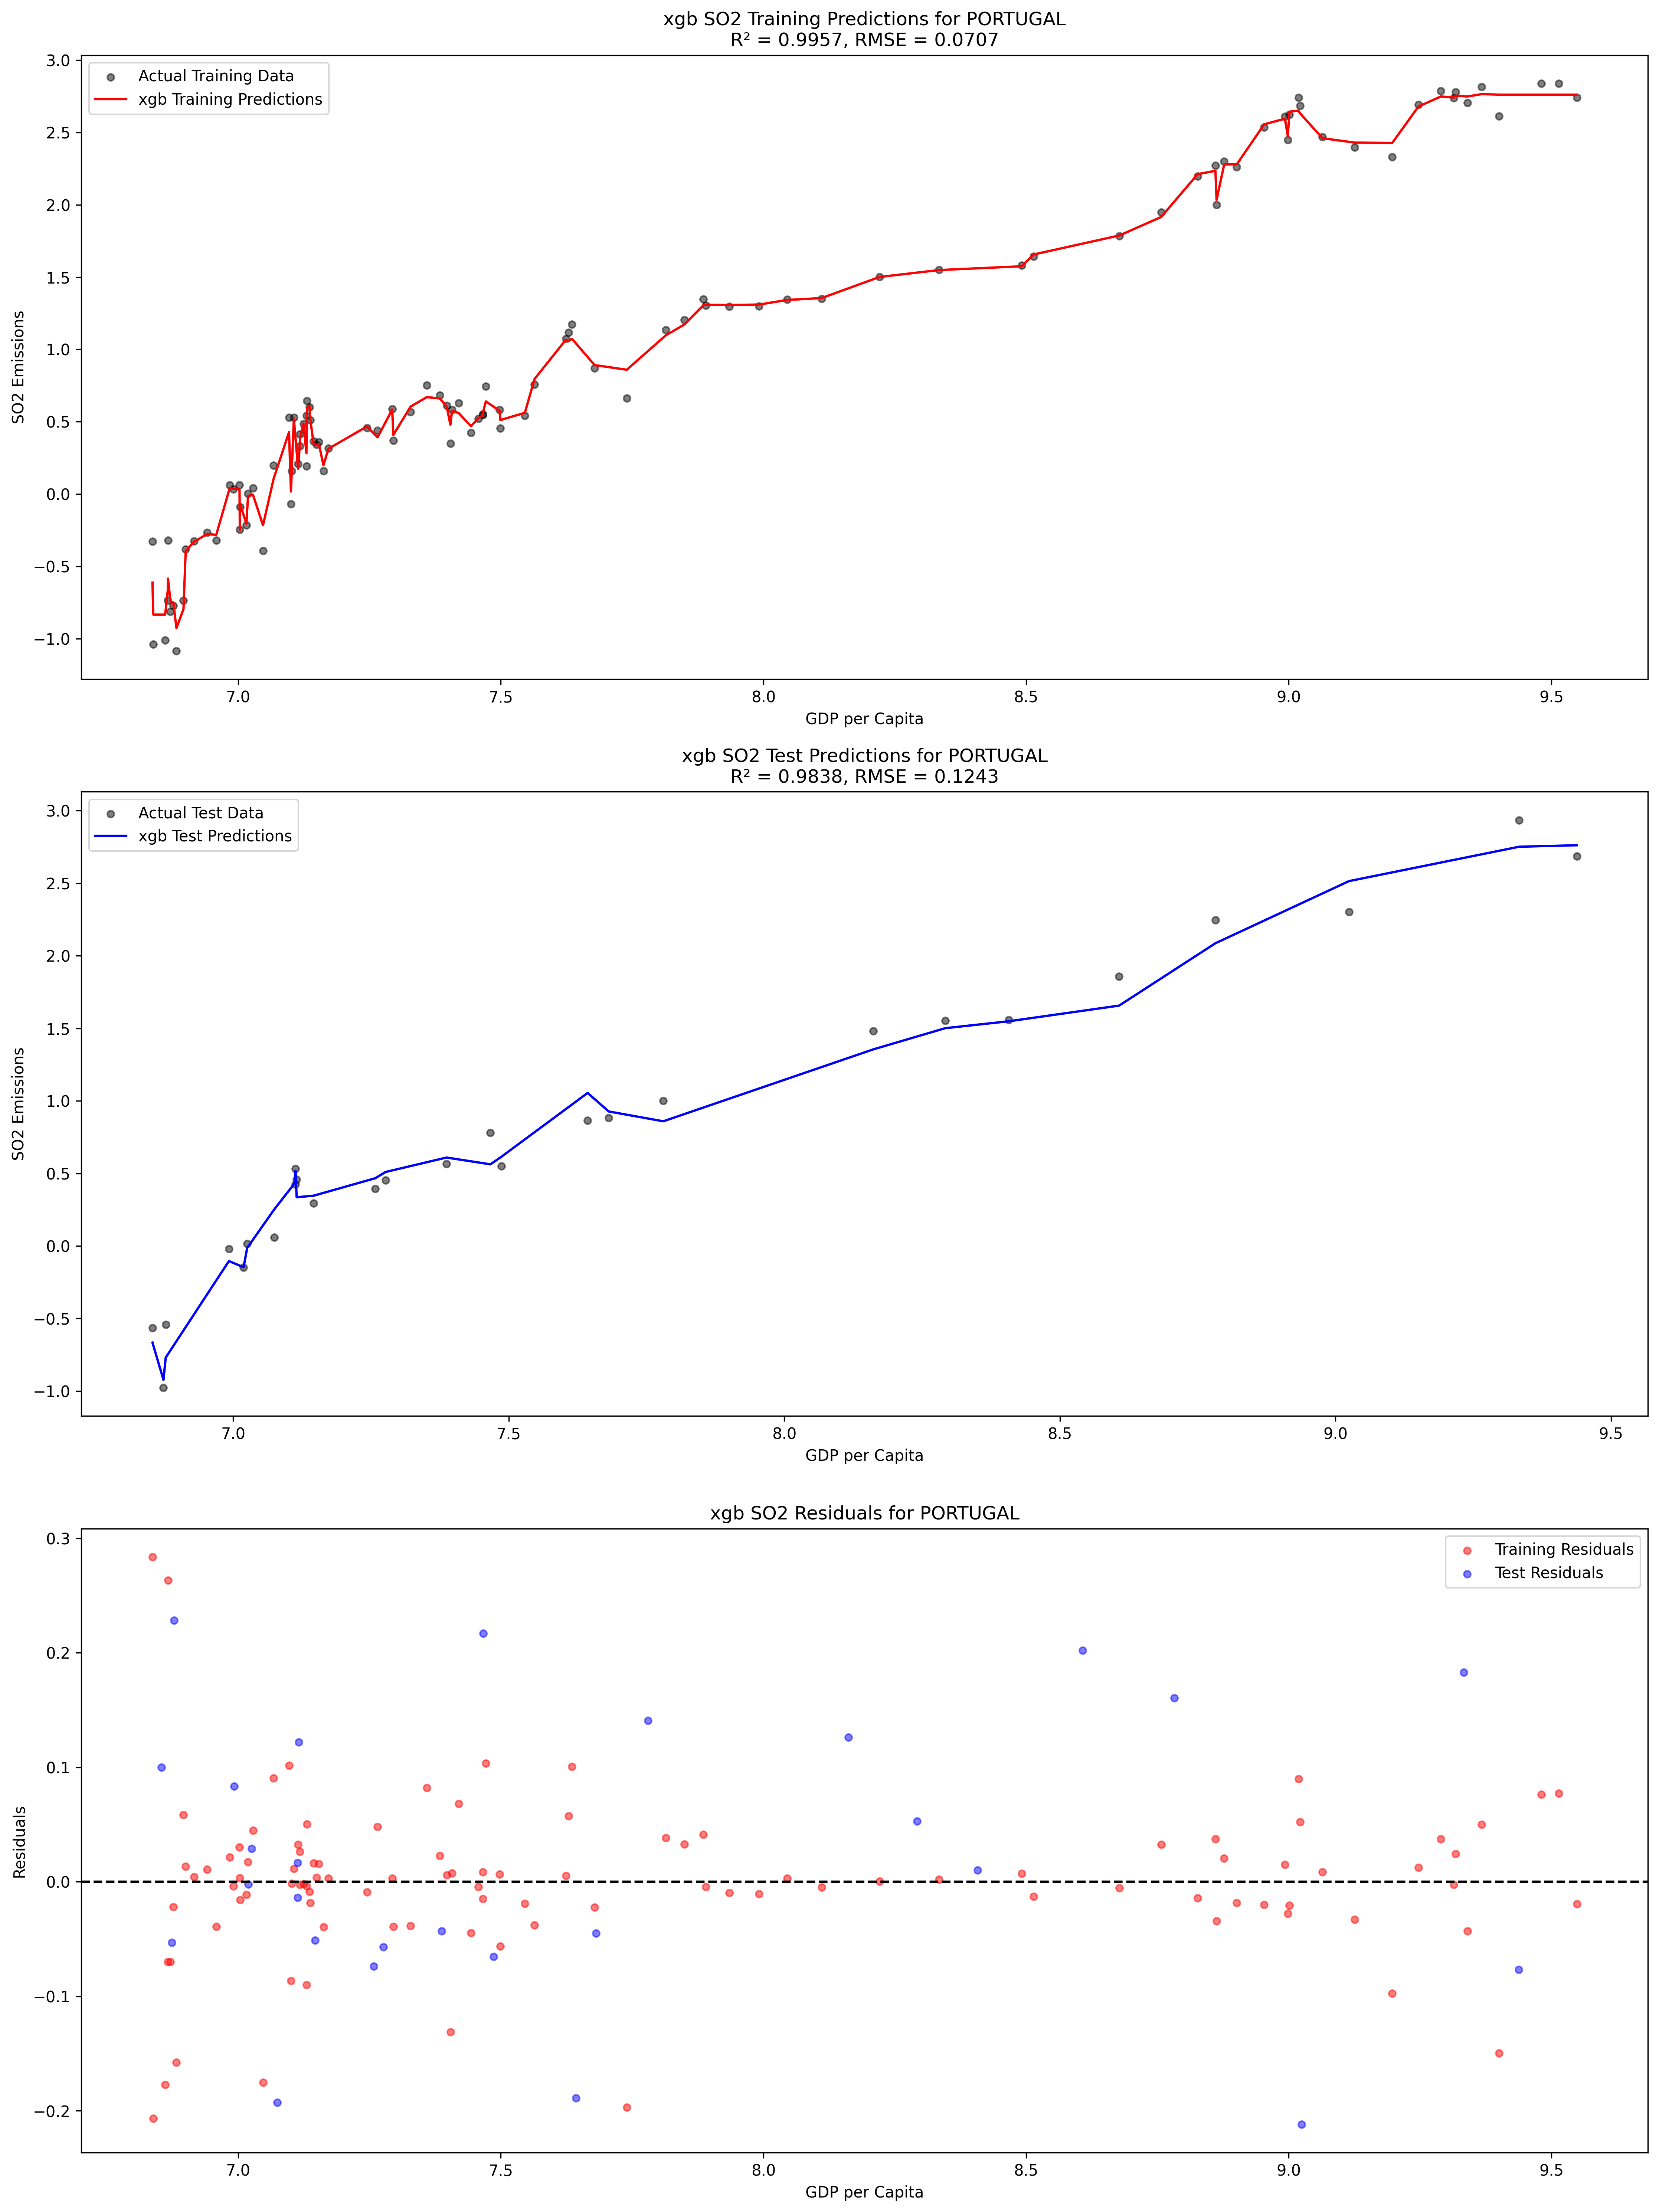 xgb SO2 Training Predictions for PORTUGAL
R² = 0.9957, RMSE = 0.0707
Actual Training Data
xgb Training Predictions
3.0
2.5
2.0
1.5
1.0
0.5
0.0
−0.5
−1.0
SO2 Emissions
7.0
7.5
8.0
8.5
9.0
9.5
GDP per Capita
xgb SO2 Test Predictions for PORTUGAL
R² = 0.9838, RMSE = 0.1243
Actual Test Data
xgb Test Predictions
3.0
2.5
2.0
1.5
1.0
0.5
0.0
−0.5
−1.0
SO2 Emissions
7.0
7.5
8.0
8.5
9.0
9.5
GDP per Capita
xgb SO2 Residuals for PORTUGAL
Training Residuals
Test Residuals
0.3
0.2
0.1
0.0
−0.1
−0.2
Residuals
7.0
7.5
8.0
8.5
9.0
9.5
GDP per Capita